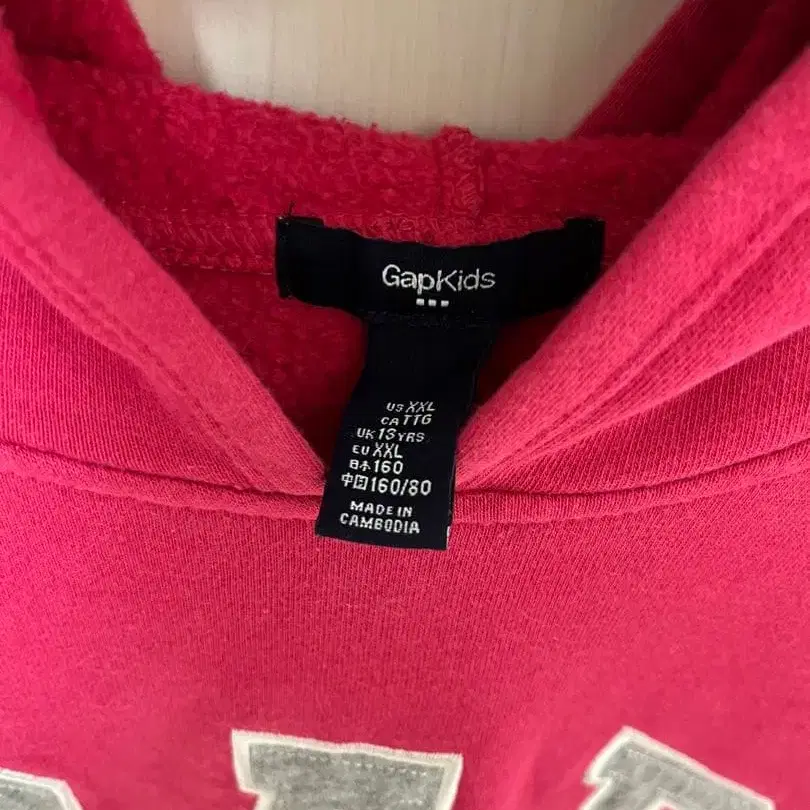 GapKids
US XXL
CA TTG
UK 13 YRS
EU XXL
日本 160
中国 160/80
MADE IN
CAMBODIA